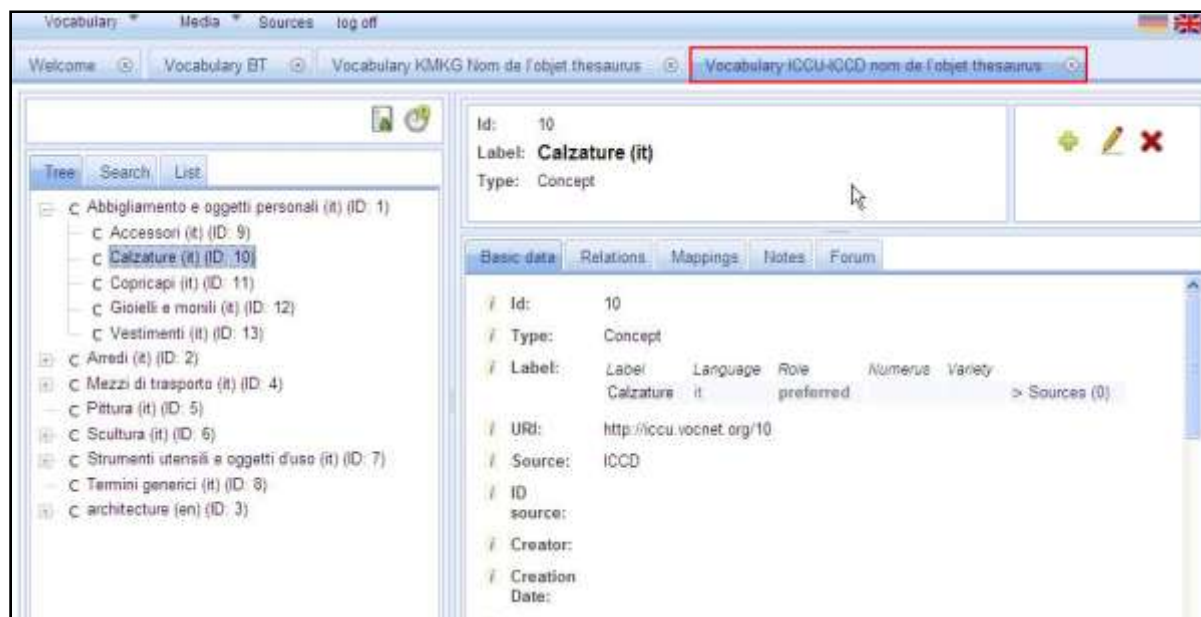 Vocabulary Media Sources log off
Welcome Vocabulary BT Vocabulary KMKG Nom de l'objet thesaurus Vocabulary ICCU-ICCD nom de l'objet thesaurus
Tree Search List
C Abbigliamento e oggetti personali (it) (ID: 1)
C Accessori (it) (ID: 9)
C Calzature (it) (ID: 10)
C Copricapi (it) (ID: 11)
C Gioielli e monili (it) (ID: 12)
C Vestimenti (it) (ID: 13)
C Arredi (it) (ID: 2)
C Mezzi di trasporto (it) (ID: 4)
C Pittura (it) (ID: 5)
C Scultura (it) (ID: 6)
C Strumenti utensili e oggetti d'uso (it) (ID: 7)
C Termini generici (it) (ID: 8)
C architecture (en) (ID: 3)
Id: 10
Label: Calzature (it)
Type: Concept
Basic data Relations Mappings Notes Forum
i Id: 10
i Type: Concept
i Label: Label Language Role Numerus Variety
Calzature it preferred > Sources (0)
i URI: http://iccu.vocnet.org/10
i Source: ICCD
i ID
source:
i Creator:
i Creation
Date: